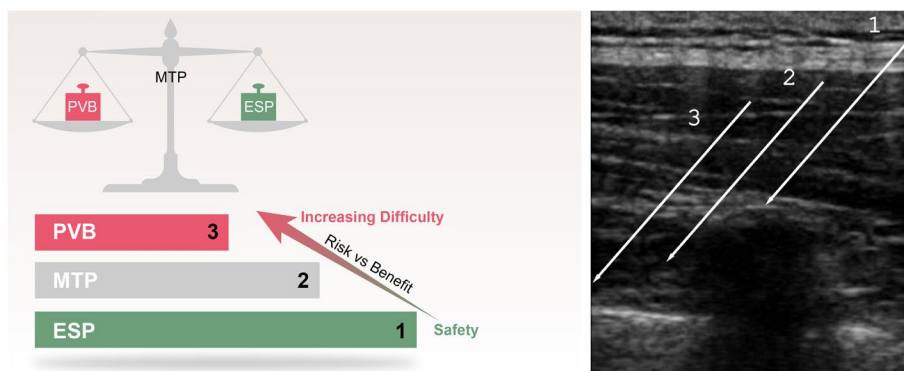 MTP
PVB
ESP
PVB 3
Increasing Difficulty
Risk vs Benefit
MTP 2
ESP 1
Safety
1
2
3